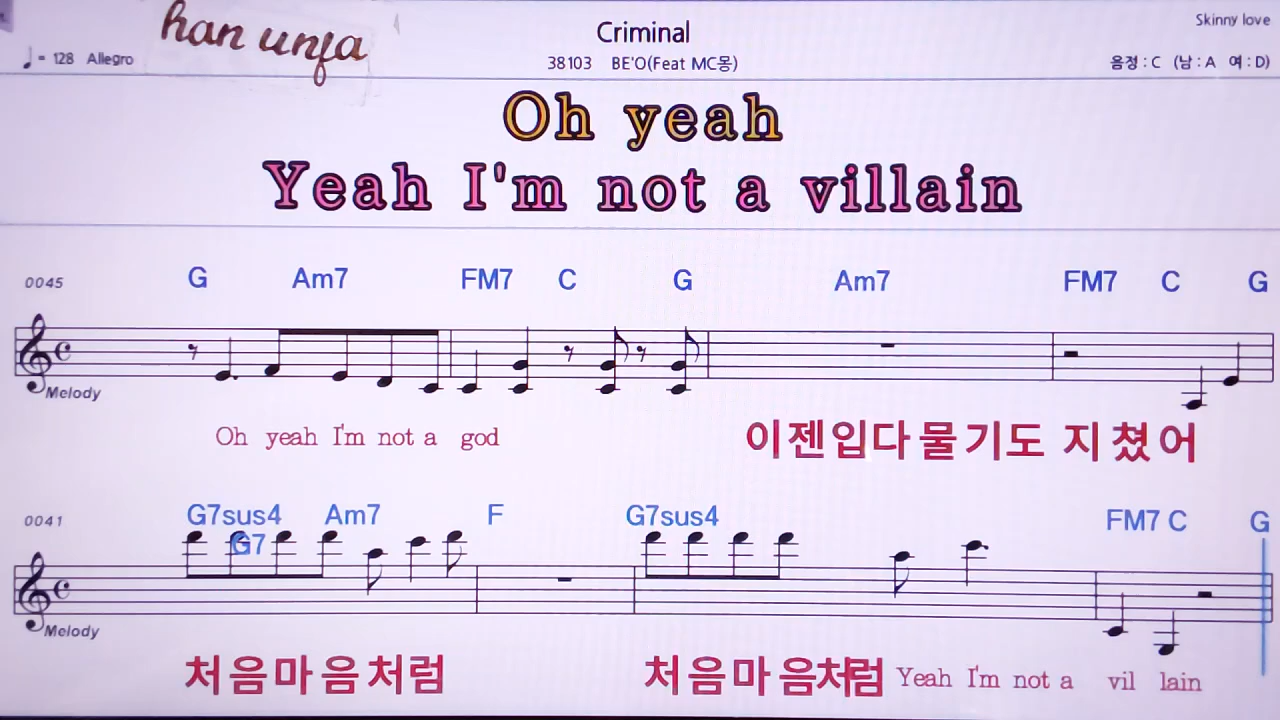 han unja
Criminal
Skinny love
♩= 128 Allegro
38103 BE'O(Feat MC몽)
음정 : C (남 : A 여 : D)
Oh yeah
Yeah I'm not a villain
0045 G Am7 FM7 C G Am7 FM7 C G
Melody
Oh yeah I'm not a god 이젠입다물기도 지쳤어
0041 G7sus4 G7 Am7 F G7sus4 FM7 C G
Melody
처음마음처럼 처음마음처럼 Yeah I'm not a vil lain